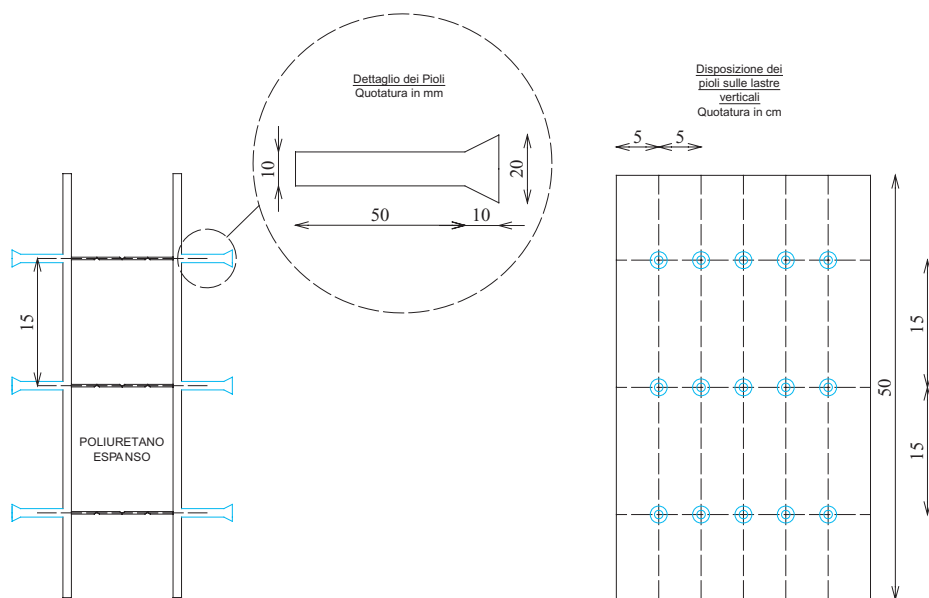 Dettaglio dei Pioli
Quotatura in mm
10
20
50
10
15
POLIURETANO
ESPANSO
Disposizione dei
pioli sulle lastre
verticali
Quotatura in cm
5
5
15
50
15